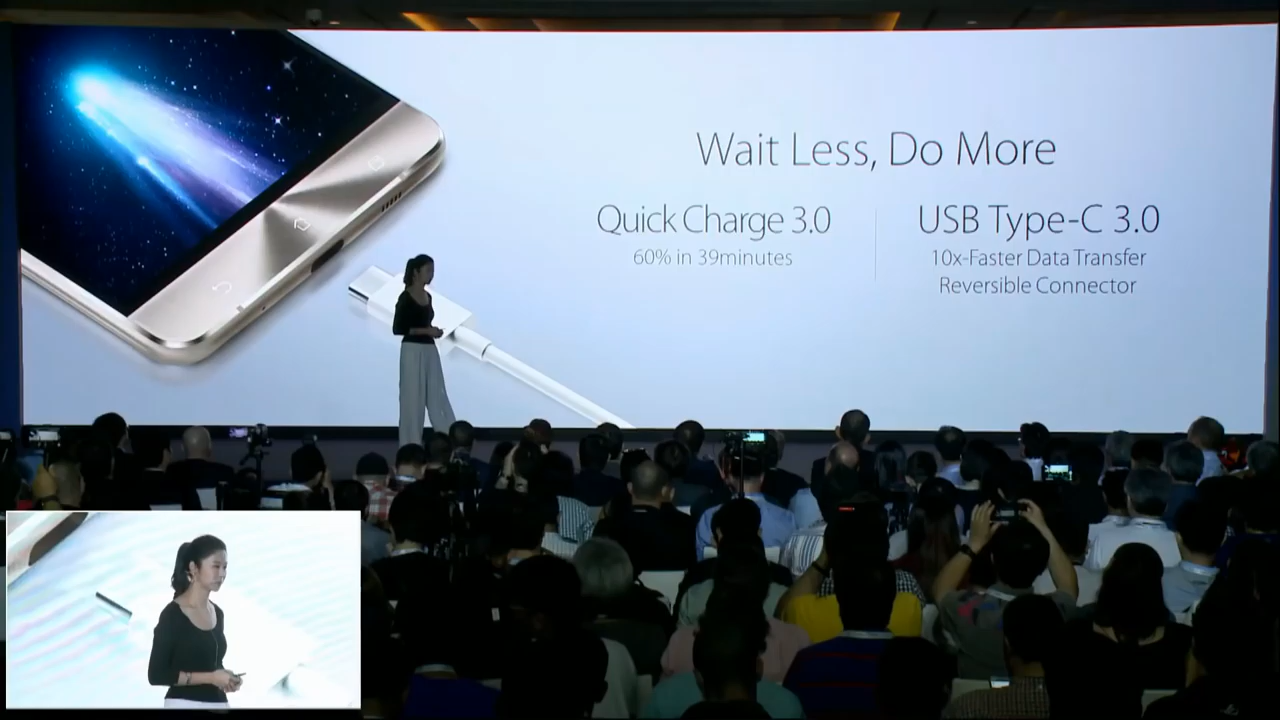 Wait Less, Do More
Quick Charge 3.0
60% in 39minutes
USB Type-C 3.0
10x-Faster Data Transfer
Reversible Connector